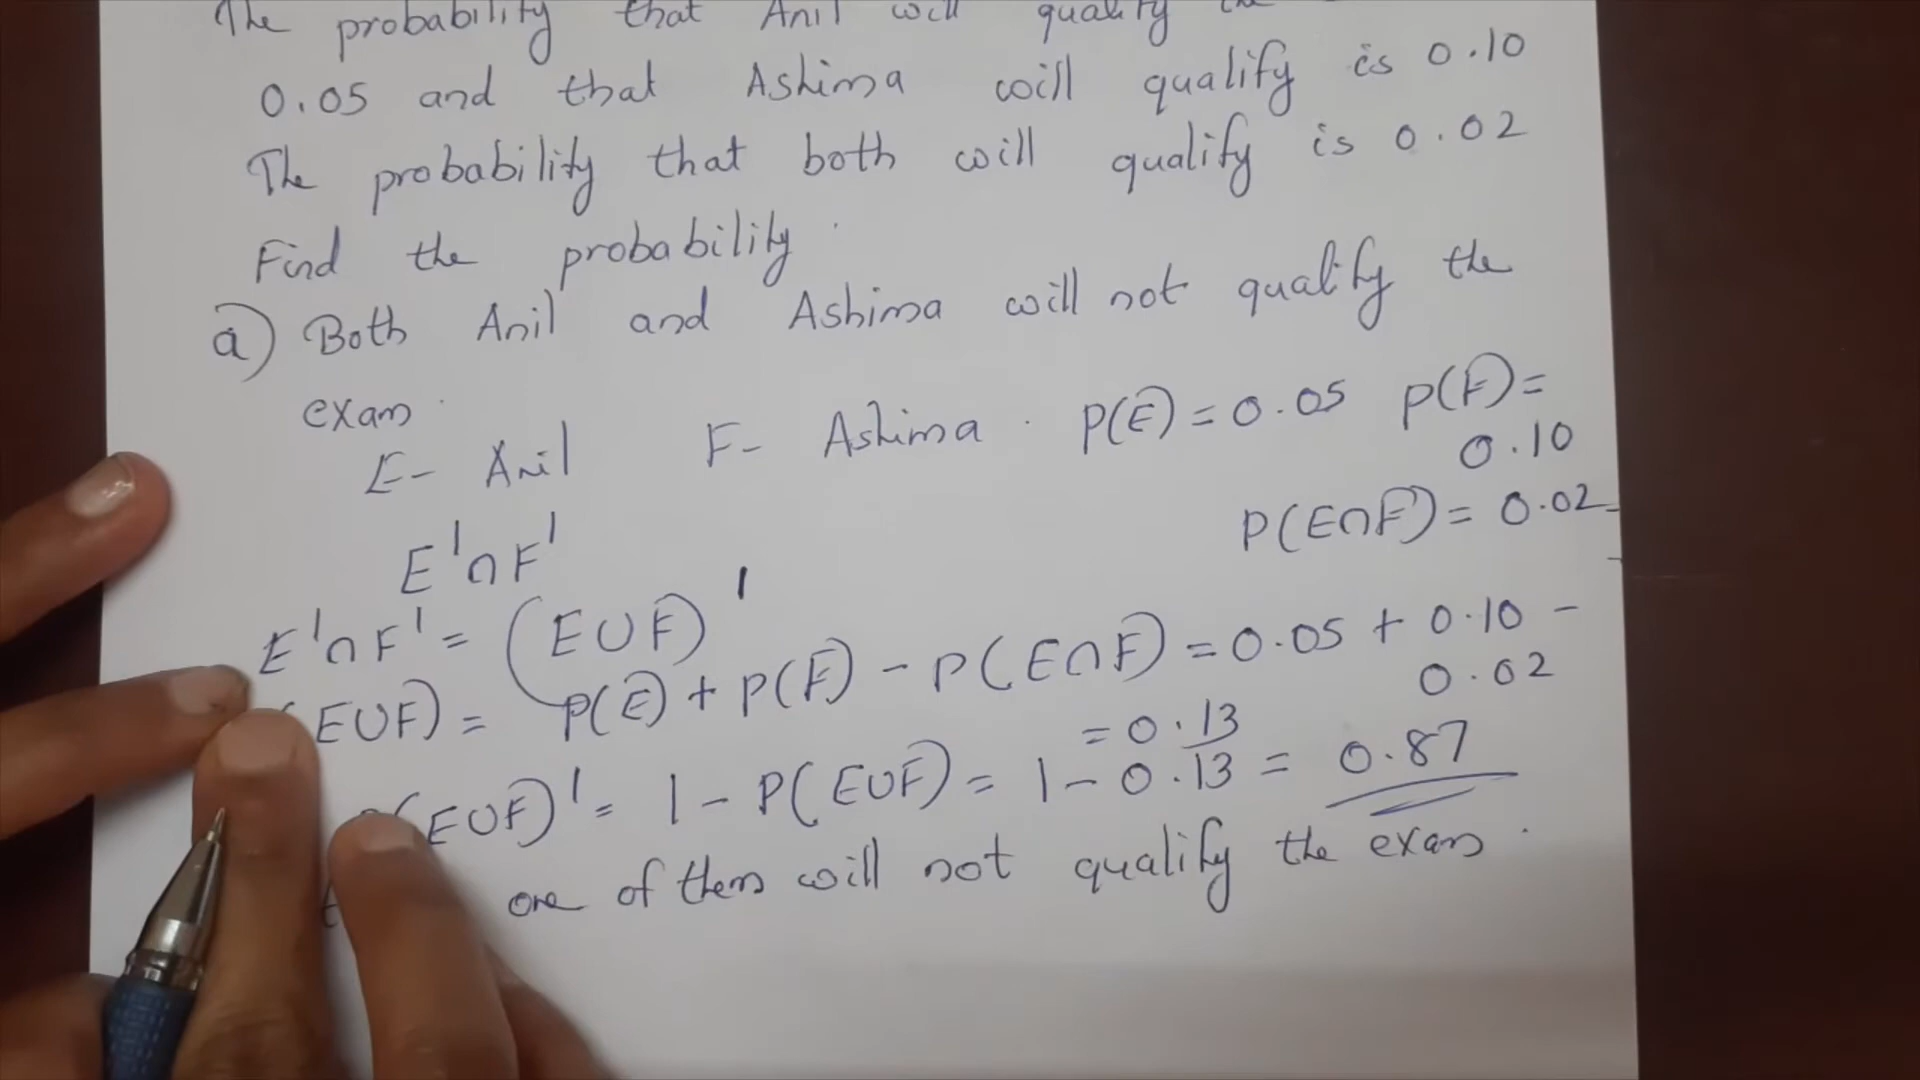 The probability that Anil will qualify the
0.05 and that Ashima will qualify is 0.10
The probability that both will qualify is 0.02
Find the probability.
a) Both Anil and Ashima will not qualify the
exam.
E- Anil F- Ashima. P(E) = 0.05 P(F) =
0.10
P(E∩F) = 0.02
E'∩F'
E'∩F' = (E∪F)'
(E∪F) = P(E) + P(F) - P(E∩F) = 0.05 + 0.10 -
0.02
= 0.13
(E∪F)' = 1 - P(E∪F) = 1 - 0.13 = 0.87
one of them will not qualify the exam.